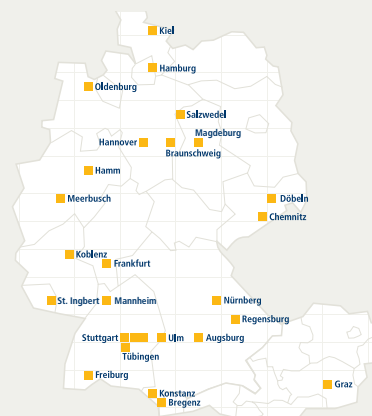 Kiel
Hamburg
Oldenburg
Salzwedel
Magdeburg
Hannover
Braunschweig
Hamm
Meerbusch
Döbeln
Chemnitz
Koblenz
Frankfurt
St. Ingbert
Mannheim
Nürnberg
Regensburg
Stuttgart
Ulm
Augsburg
Tübingen
Freiburg
Graz
Konstanz
Bregenz